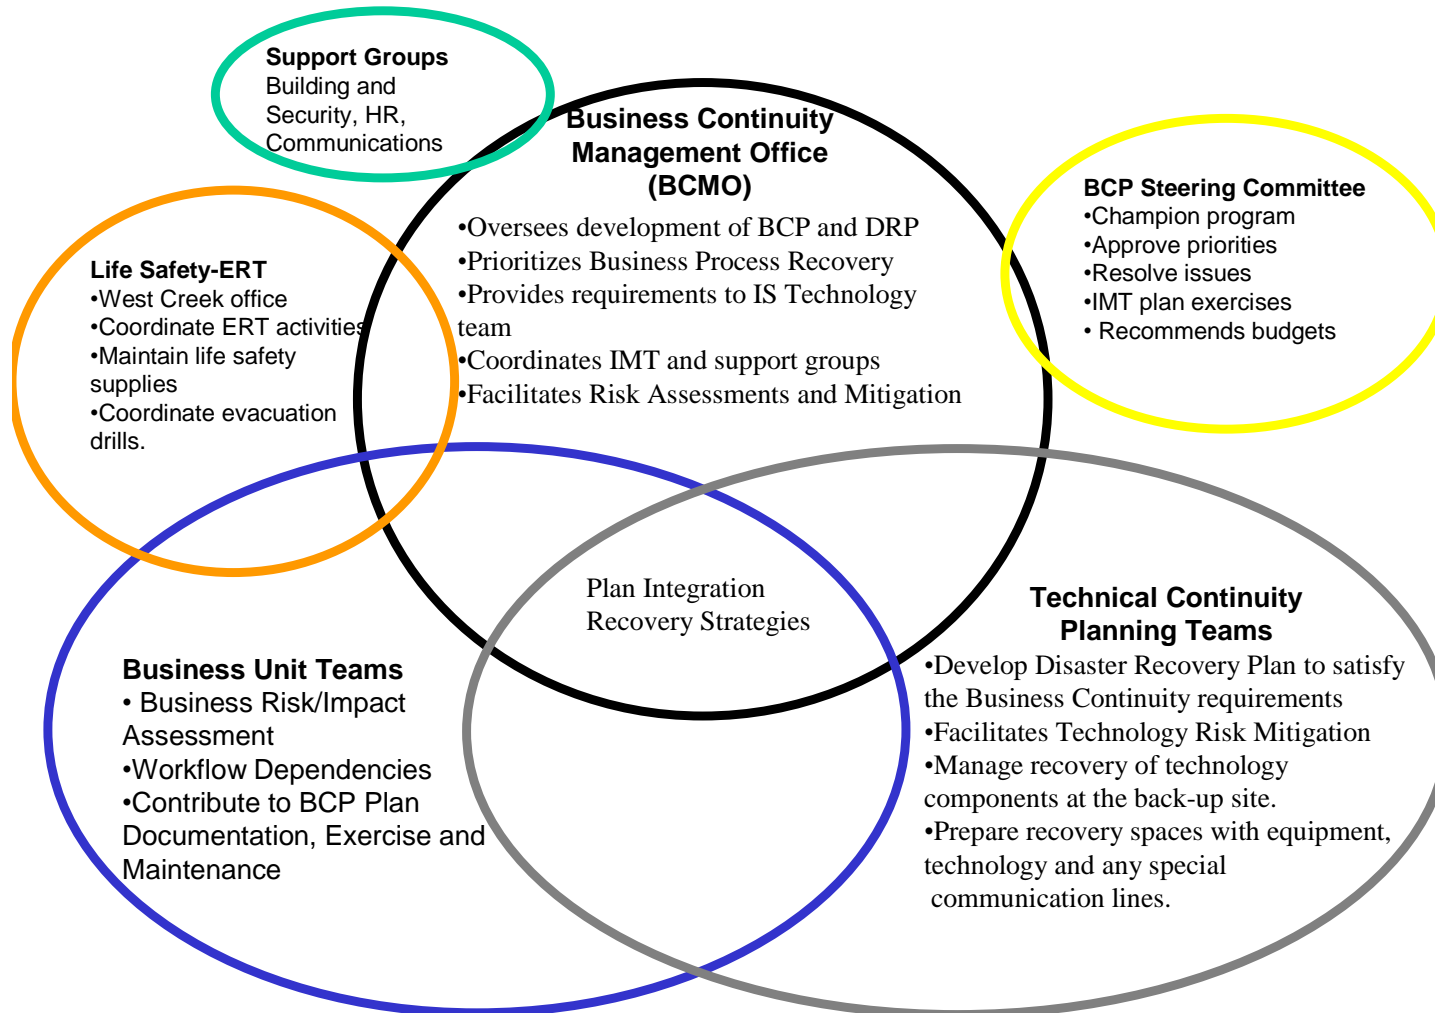 Support Groups
Building and
Security, HR,
Communications
Business Continuity
Management Office
(BCMO)
•Oversees development of BCP and DRP
•Prioritizes Business Process Recovery
•Provides requirements to IS Technology
team
•Coordinates IMT and support groups
•Facilitates Risk Assessments and Mitigation
BCP Steering Committee
•Champion program
•Approve priorities
•Resolve issues
•IMT plan exercises
• Recommends budgets
Life Safety-ERT
•West Creek office
•Coordinate ERT activities
•Maintain life safety
supplies
•Coordinate evacuation
drills.
Plan Integration
Recovery Strategies
Business Unit Teams
• Business Risk/Impact
Assessment
•Workflow Dependencies
•Contribute to BCP Plan
Documentation, Exercise and
Maintenance
Technical Continuity
Planning Teams
•Develop Disaster Recovery Plan to satisfy
the Business Continuity requirements
•Facilitates Technology Risk Mitigation
•Manage recovery of technology
components at the back-up site.
•Prepare recovery spaces with equipment,
technology and any special
communication lines.